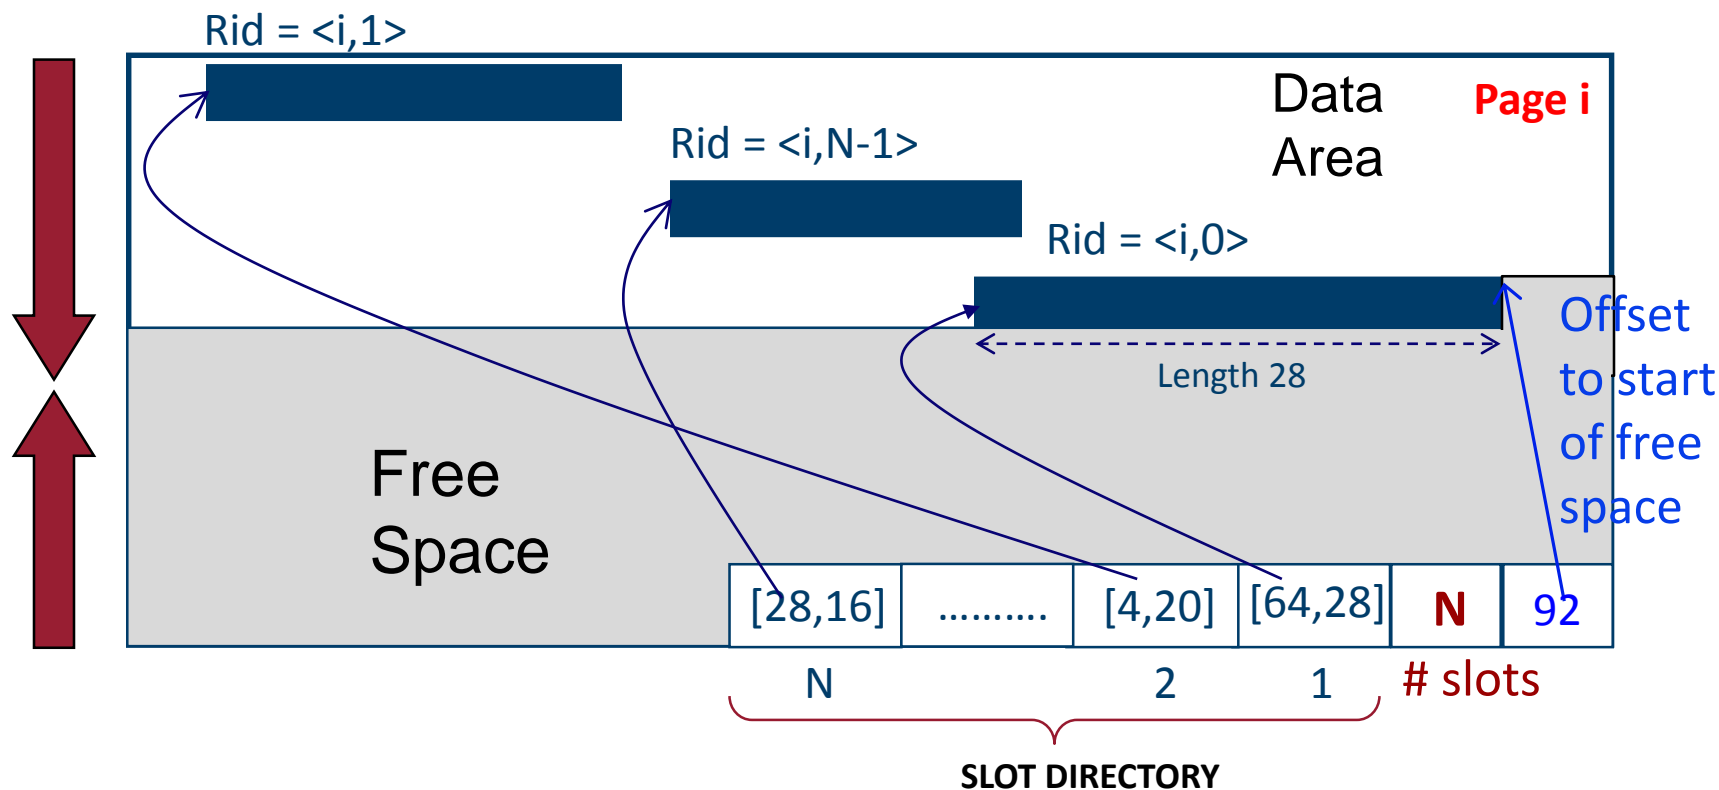 Rid = <i,1>
Data
Area
Page i
Rid = <i,N-1>
Rid = <i,0>
Offset
to start
of free
space
Length 28
Free
Space
[28,16] ………. [4,20] [64,28] N 92
N 2 1 # slots
SLOT DIRECTORY